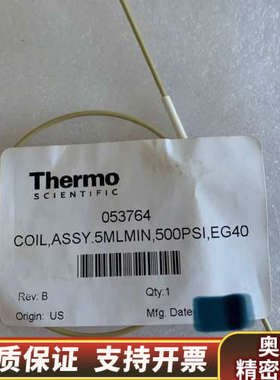 Thermo
SCIENTIFIC
053764
COIL,ASSY.5MLMIN,500PSI,EG40
Rev: B
Qty:1
Origin: US
Mfg. Date
质保证 支持开票
奥
精密